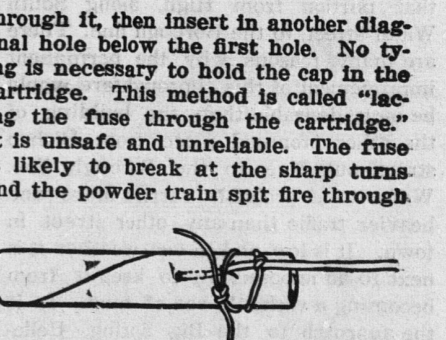 hrough it, then insert in another diag-
nal hole below the first hole. No ty-
ng is necessary to hold the cap in the
artridge. This method is called "lac-
ng the fuse through the cartridge."
t is unsafe and unreliable. The fuse
likely to break at the sharp turns
nd the powder train spit fire through